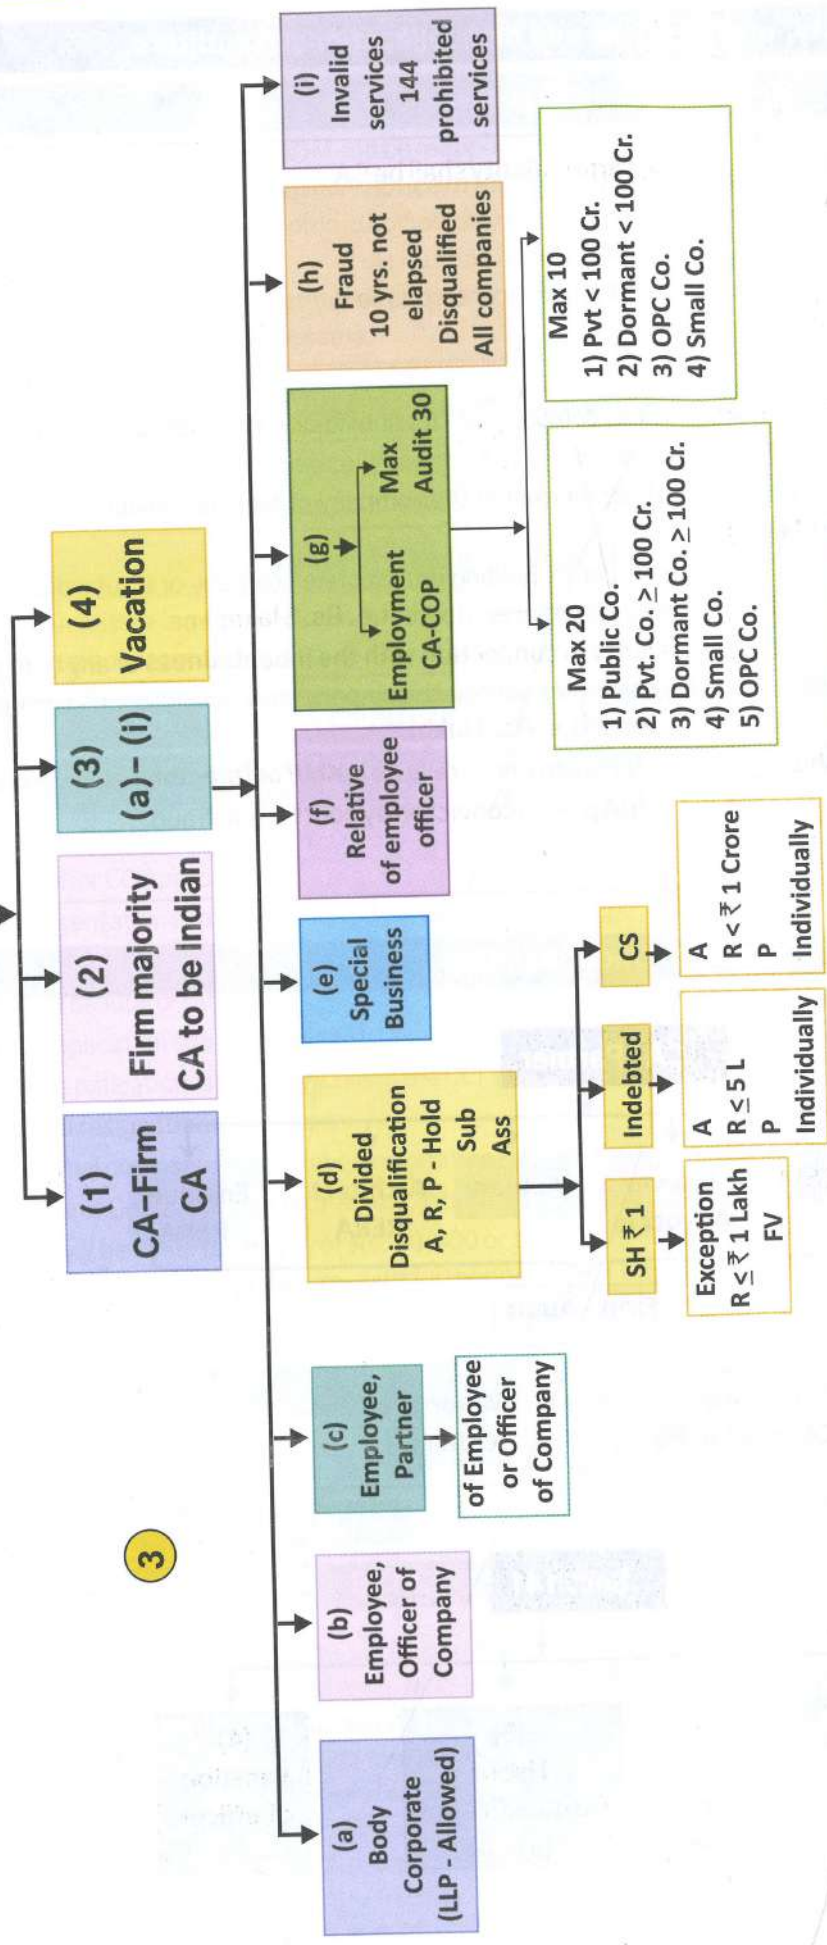 (1)
CA–Firm
CA
(2)
Firm majority
CA to be Indian
(3)
(a) – (i)
(4)
Vacation
3
(a)
Body
Corporate
(LLP - Allowed)
(b)
Employee,
Officer of
Company
(c)
Employee,
Partner
of Employee
or Officer
of Company
(d)
Divided
Disqualification
A, R, P - Hold
Sub
Ass
SH ₹ 1
Exception
R ≤ ₹ 1 Lakh
FV
Indebted
A
R ≤ 5 L
P
Individually
CS
A
R < ₹ 1 Crore
P
Individually
(e)
Special
Business
(f)
Relative
of employee
officer
(g)
Employment
CA-COP
Max
Audit 30
Max 20
1) Public Co.
2) Pvt. Co. ≥ 100 Cr.
3) Dormant Co. ≥ 100 Cr.
4) Small Co.
5) OPC Co.
Max 10
1) Pvt < 100 Cr.
2) Dormant < 100 Cr.
3) OPC Co.
4) Small Co.
(h)
Fraud
10 yrs. not
elapsed
Disqualified
All companies
(i)
Invalid
services
144
prohibited
services